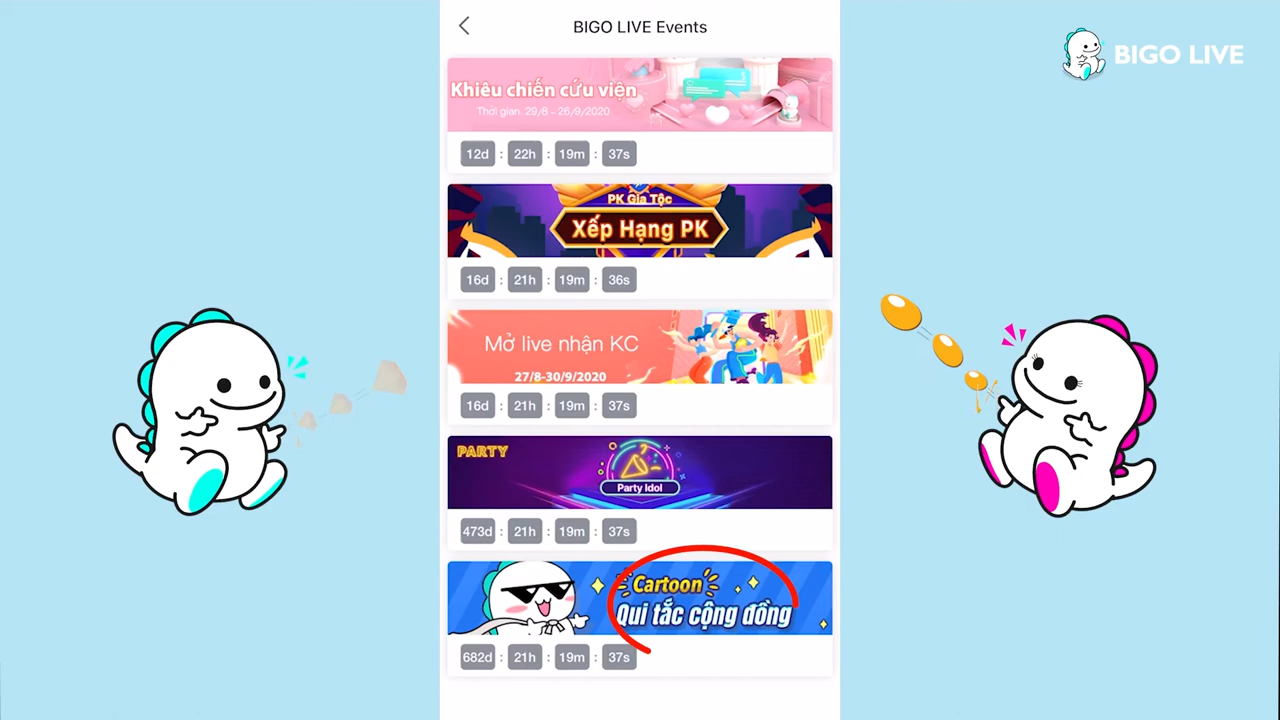 BIGO LIVE Events
BIGO LIVE
Khiêu chiến cứu viện
Thời gian: 29/8 - 26/9/2020
12d : 22h : 19m : 37s
PK Gia Tộc
Xếp Hạng PK
16d : 21h : 19m : 36s
Mở live nhận KC
27/8-30/9/2020
16d : 21h : 19m : 37s
PARTY
Party Idol
473d : 21h : 19m : 37s
Cartoon
Qui tắc cộng đồng
682d : 21h : 19m : 37s